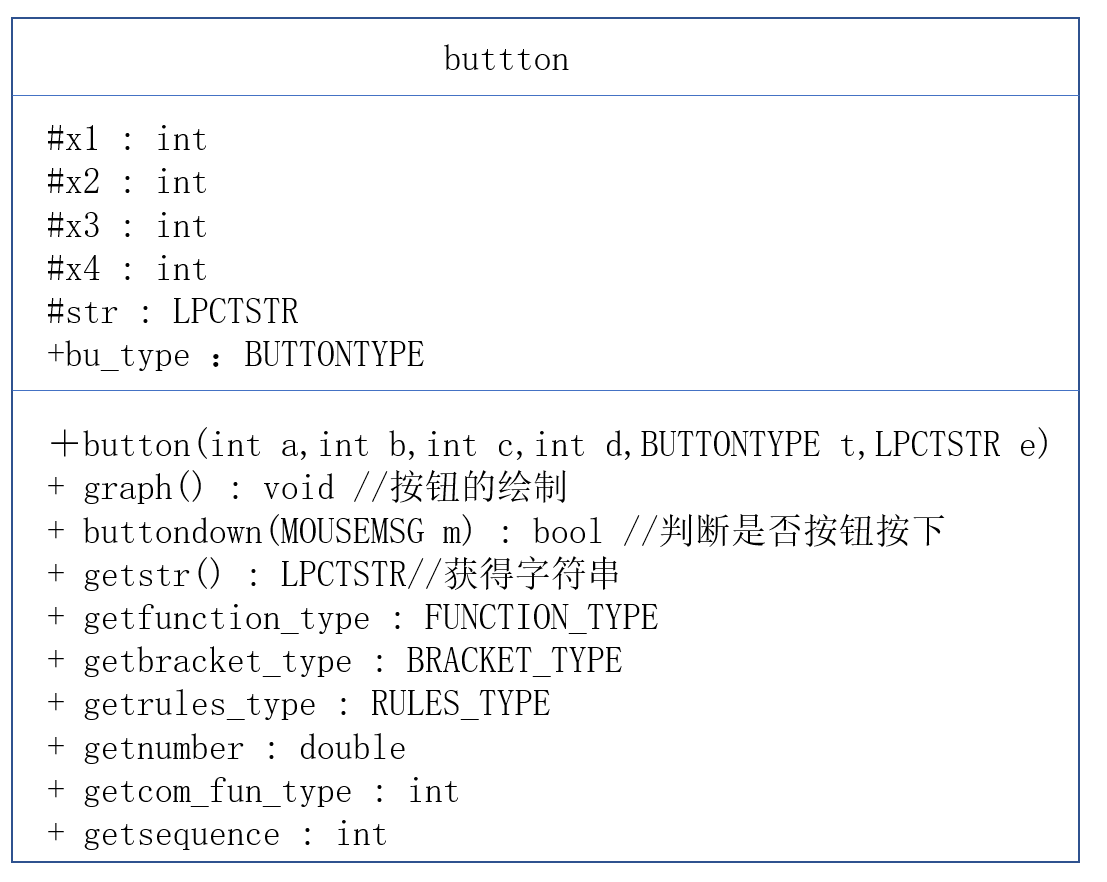 buttton
#x1 : int
#x2 : int
#x3 : int
#x4 : int
#str : LPCTSTR
+bu_type ：BUTTONTYPE
＋button(int a,int b,int c,int d,BUTTONTYPE t,LPCTSTR e)
+ graph() : void //按钮的绘制
+ buttondown(MOUSEMSG m) : bool //判断是否按钮按下
+ getstr() : LPCTSTR//获得字符串
+ getfunction_type : FUNCTION_TYPE
+ getbracket_type : BRACKET_TYPE
+ getrules_type : RULES_TYPE
+ getnumber : double
+ getcom_fun_type : int
+ getsequence : int